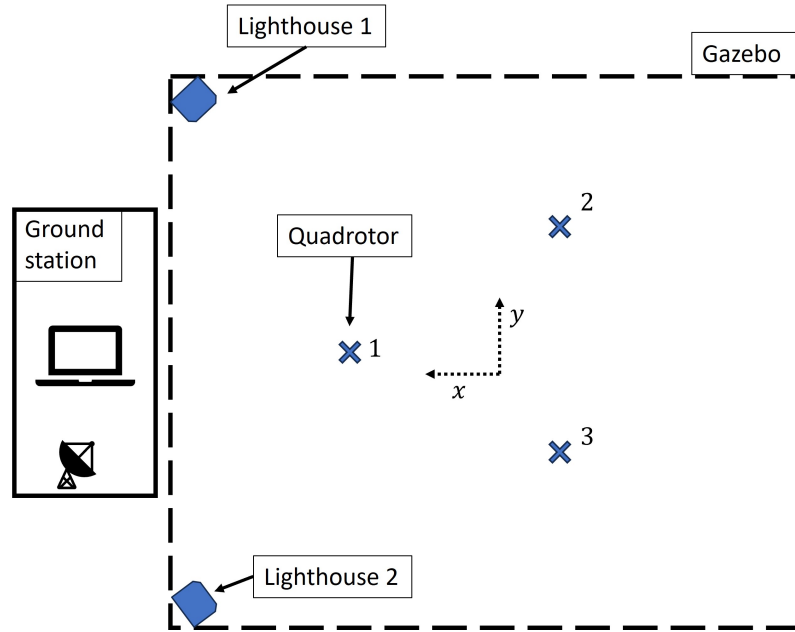 Lighthouse 1
Gazebo
2
Ground
station
Quadrotor
1
y
x
3
Lighthouse 2